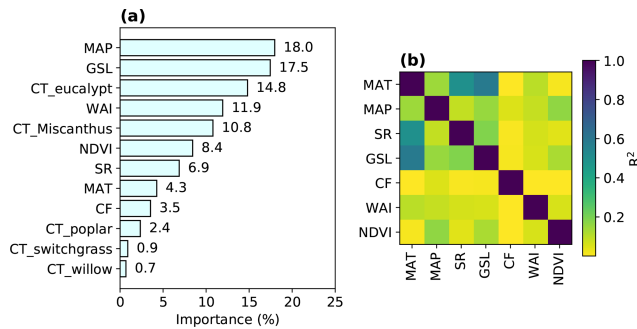 (a)
MAP 18.0
GSL 17.5
CT_eucalypt 14.8
WAI 11.9
CT_Miscanthus 10.8
NDVI 8.4
SR 6.9
MAT 4.3
CF 3.5
CT_poplar 2.4
CT_switchgrass 0.9
CT_willow 0.7
0 5 10 15 20 25
Importance (%)
(b)
MAT
MAP
SR
GSL
CF
WAI
NDVI
MAT MAP SR GSL CF WAI NDVI
1.0
0.8
0.6
0.4
0.2
R²